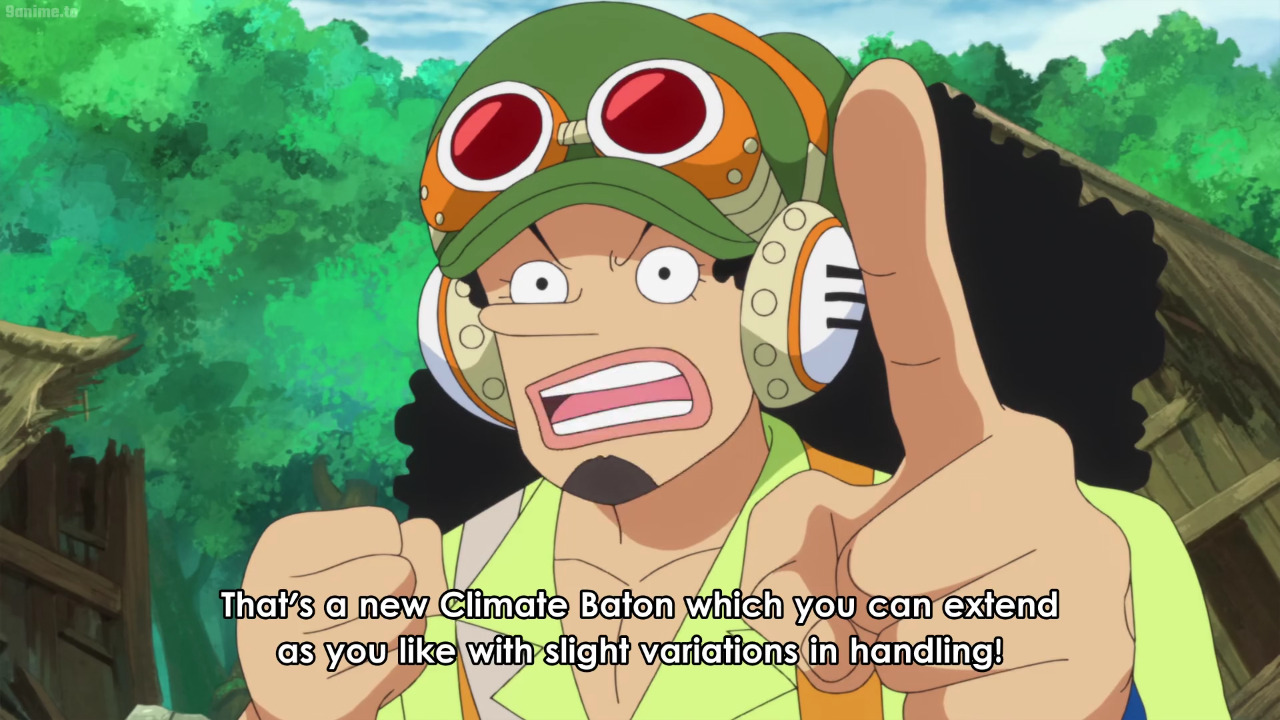 9anime.to
That's a new Climate Baton which you can extend
as you like with slight variations in handling!